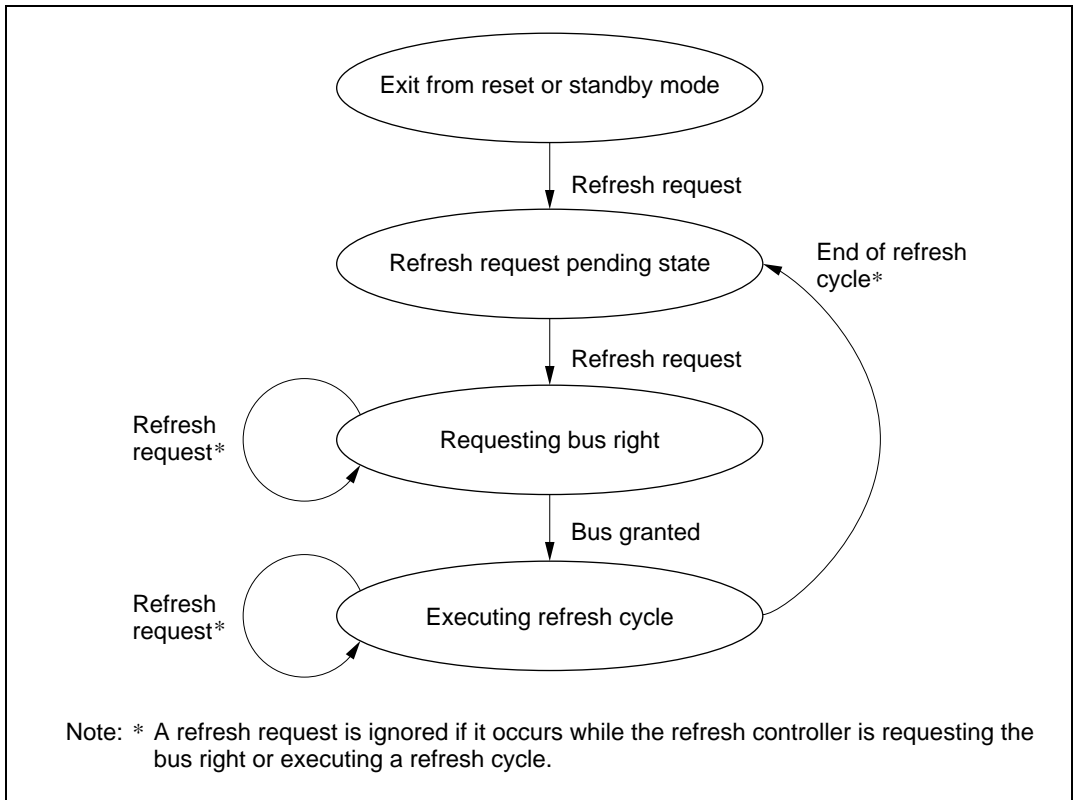 Exit from reset or standby mode
Refresh request
Refresh request pending state
End of refresh
cycle*
Refresh request
Refresh
request*
Requesting bus right
Bus granted
Refresh
request*
Executing refresh cycle
Note: * A refresh request is ignored if it occurs while the refresh controller is requesting the
bus right or executing a refresh cycle.